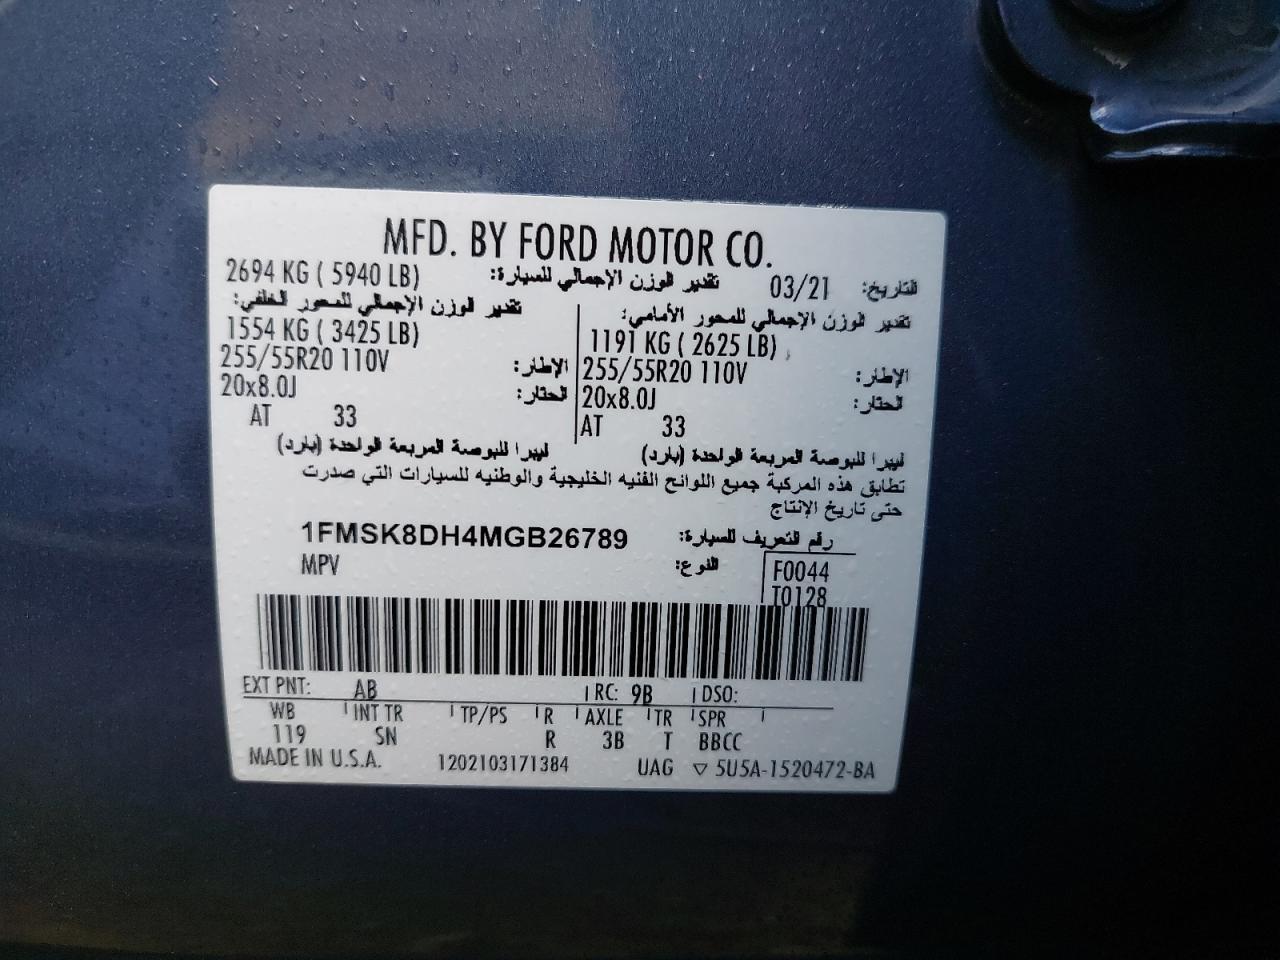 MFD. BY FORD MOTOR CO.
التاريخ: 03/21 تقدير الوزن الإجمالي للسيارة: 2694 KG ( 5940 LB)
تقدير الوزن الإجمالي للمحور الأمامي: تقدير الوزن الإجمالي للمحور الخلفي:
1191 KG ( 2625 LB) 1554 KG ( 3425 LB)
الإطار: 255/55R20 110V الإطار: 255/55R20 110V
الحتار: 20x8.0J الحتار: 20x8.0J
AT 33 AT 33
ليبرا للبوصة المربعة الواحدة (بارد) ليبرا للبوصة المربعة الواحدة (بارد)
تطابق هذه المركبة جميع اللوائح الفنيه الخليجية والوطنيه للسيارات التي صدرت
حتى تاريخ الإنتاج
رقم التعريف للسيارة: 1FMSK8DH4MGB26789
النوع: MPV
F0044
T0128
EXT PNT: AB RC: 9B DSO:
WB INT TR TP/PS R AXLE TR SPR
119 SN R 3B T BBCC
MADE IN U.S.A. 1202103171384 UAG ▽ 5U5A-1520472-BA